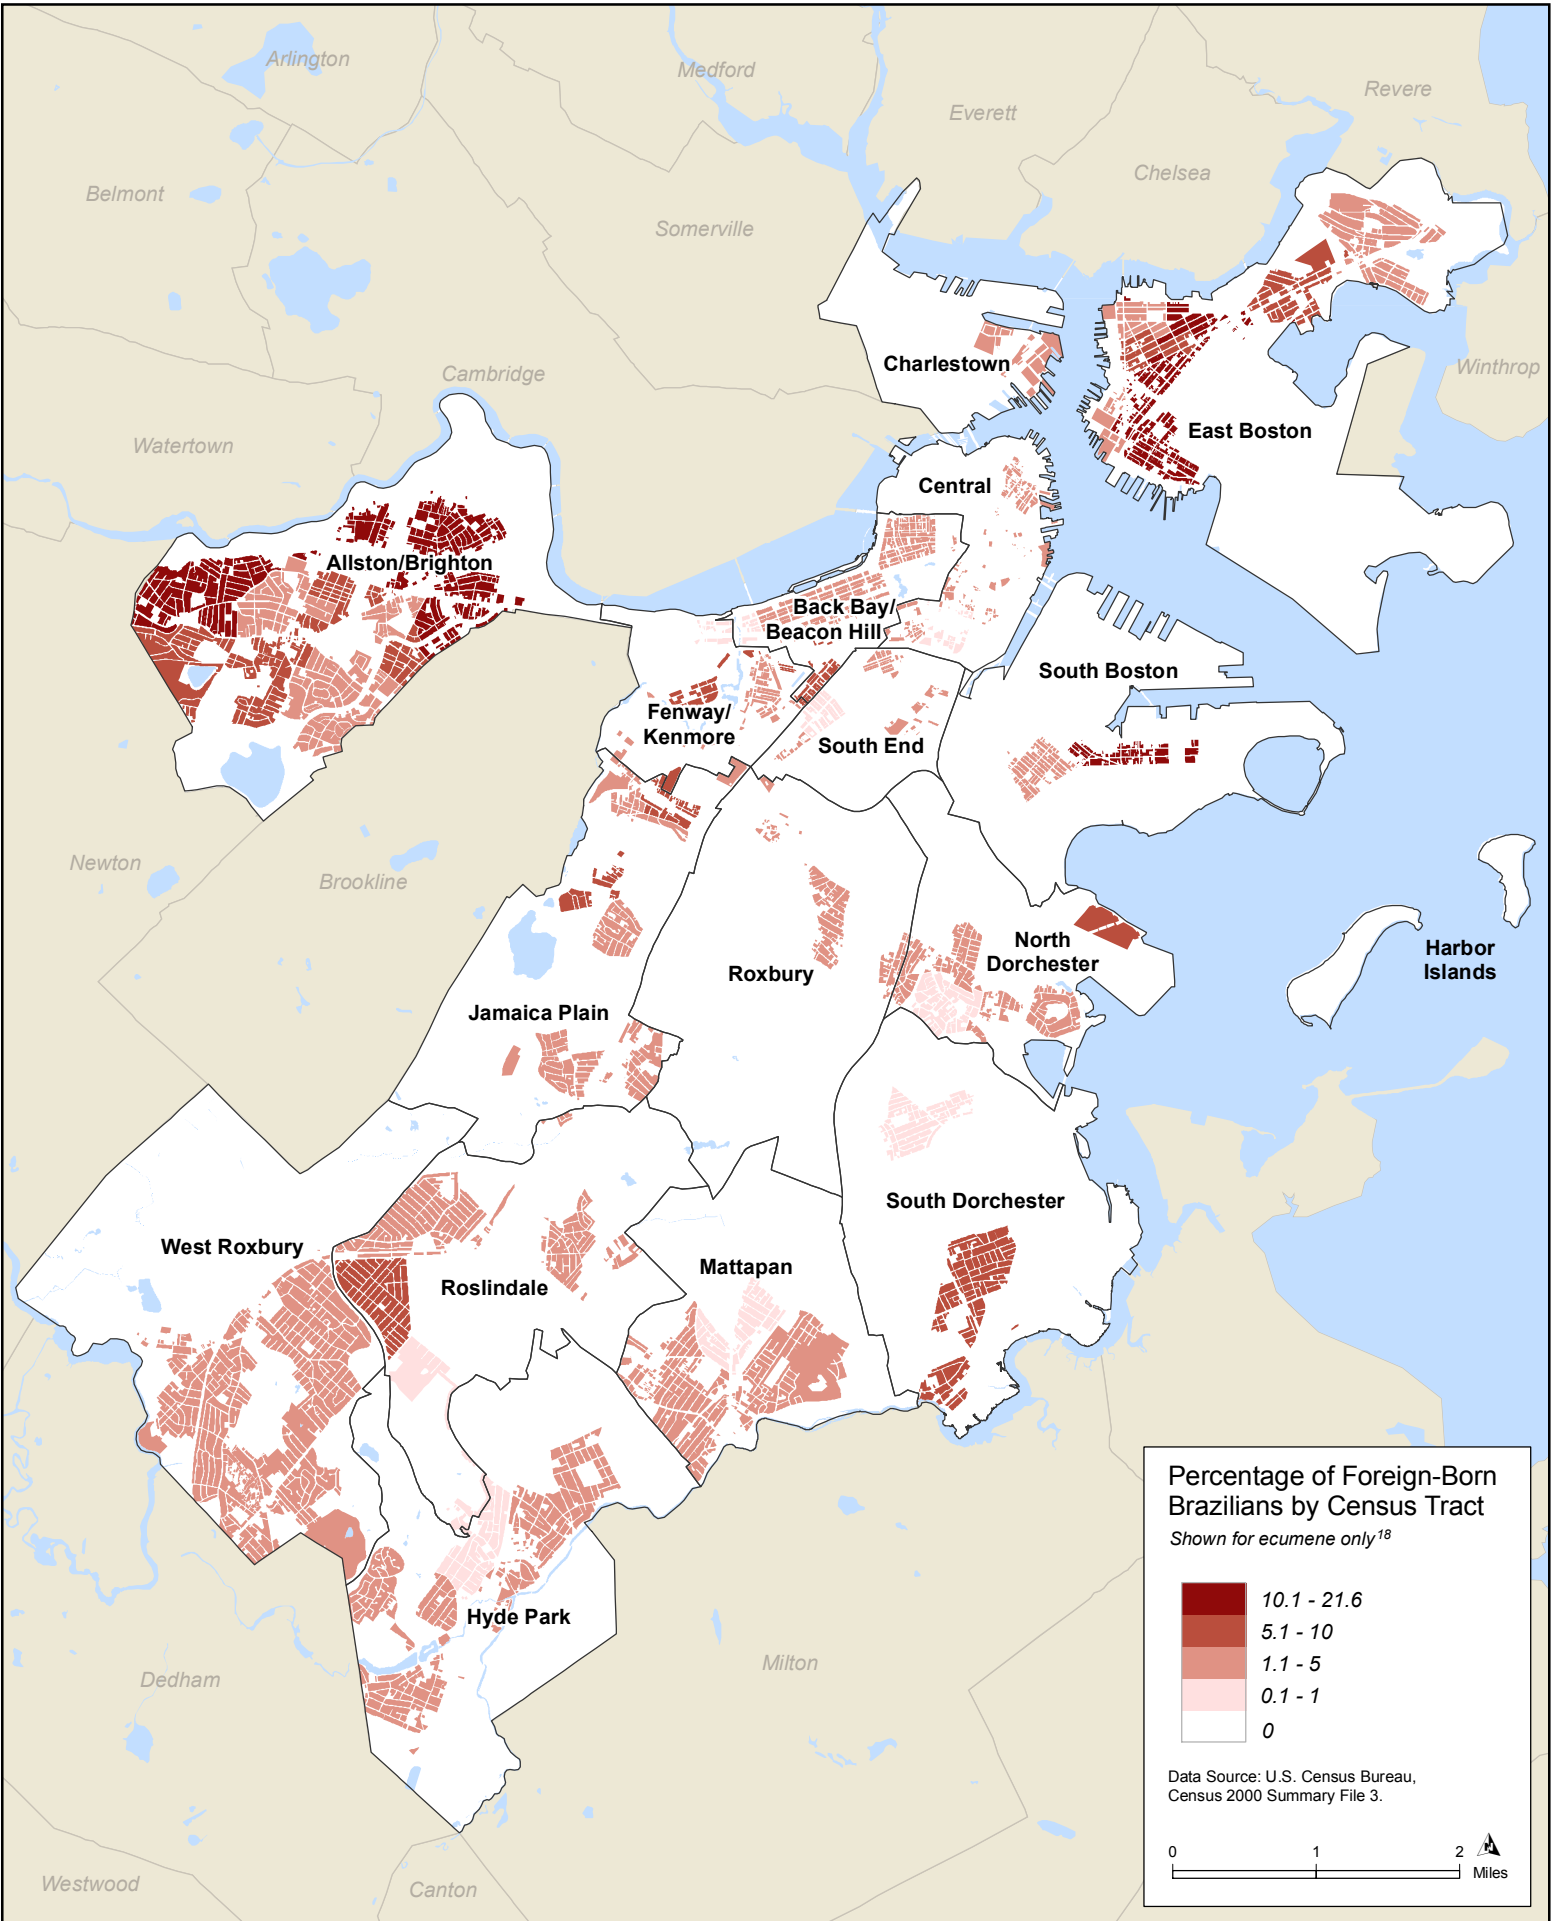 Arlington
Medford
Everett
Revere
Belmont
Somerville
Chelsea
Charlestown
Winthrop
Cambridge
Watertown
East Boston
Central
Allston/Brighton
Back Bay/
Beacon Hill
South Boston
Fenway/
Kenmore
South End
Newton
Brookline
North
Dorchester
Harbor
Islands
Roxbury
Jamaica Plain
South Dorchester
West Roxbury
Mattapan
Roslindale
Hyde Park
Dedham
Milton
Westwood
Canton
Percentage of Foreign-Born
Brazilians by Census Tract
Shown for ecumene only18
10.1 - 21.6
5.1 - 10
1.1 - 5
0.1 - 1
0
Data Source: U.S. Census Bureau,
Census 2000 Summary File 3.
0 1 2
Miles